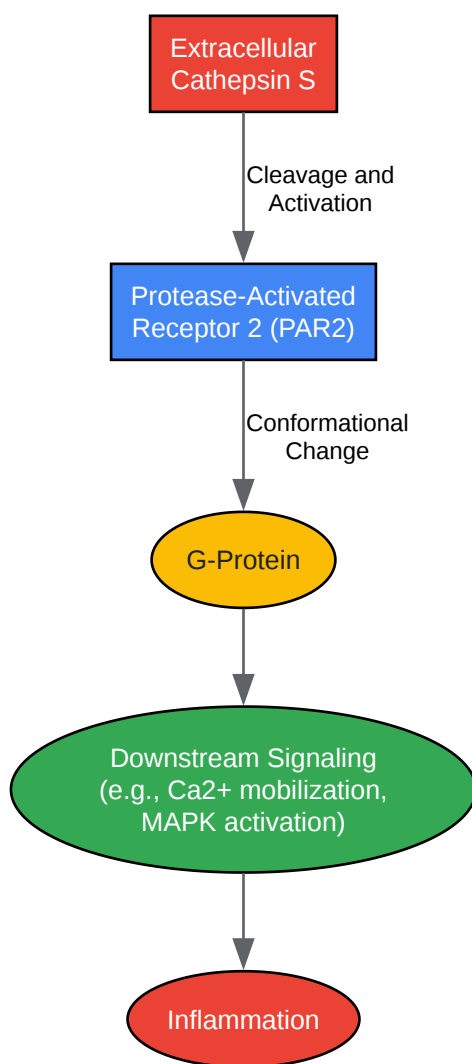 Extracellular
Cathepsin S
Cleavage and
Activation
Protease-Activated
Receptor 2 (PAR2)
Conformational
Change
G-Protein
Downstream Signaling
(e.g., Ca2+ mobilization,
MAPK activation)
Inflammation